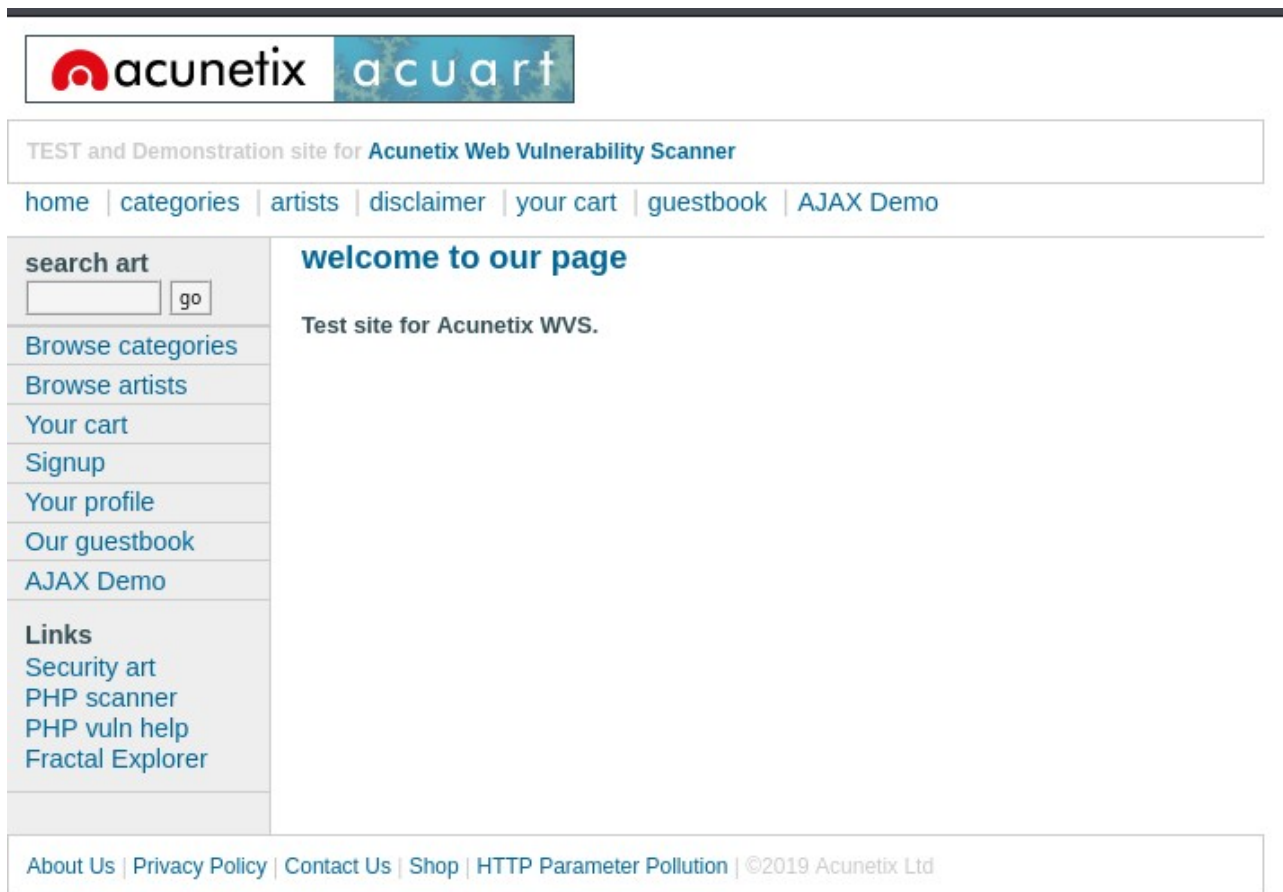 acunetix acuart
TEST and Demonstration site for Acunetix Web Vulnerability Scanner
home | categories | artists | disclaimer | your cart | guestbook | AJAX Demo
search art
go
Browse categories
Browse artists
Your cart
Signup
Your profile
Our guestbook
AJAX Demo
Links
Security art
PHP scanner
PHP vuln help
Fractal Explorer
welcome to our page
Test site for Acunetix WVS.
About Us | Privacy Policy | Contact Us | Shop | HTTP Parameter Pollution | ©2019 Acunetix Ltd